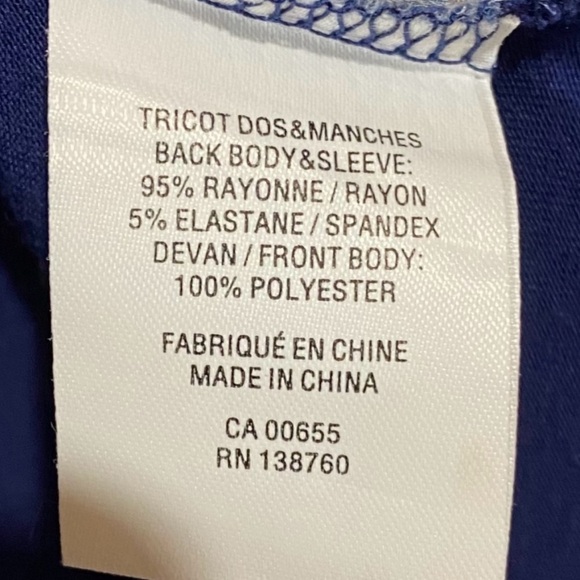 TRICOT DOS&MANCHES
BACK BODY&SLEEVE:
95% RAYONNE / RAYON
5% ELASTANE / SPANDEX
DEVAN / FRONT BODY:
100% POLYESTER
FABRIQUÉ EN CHINE
MADE IN CHINA
CA 00655
RN 138760